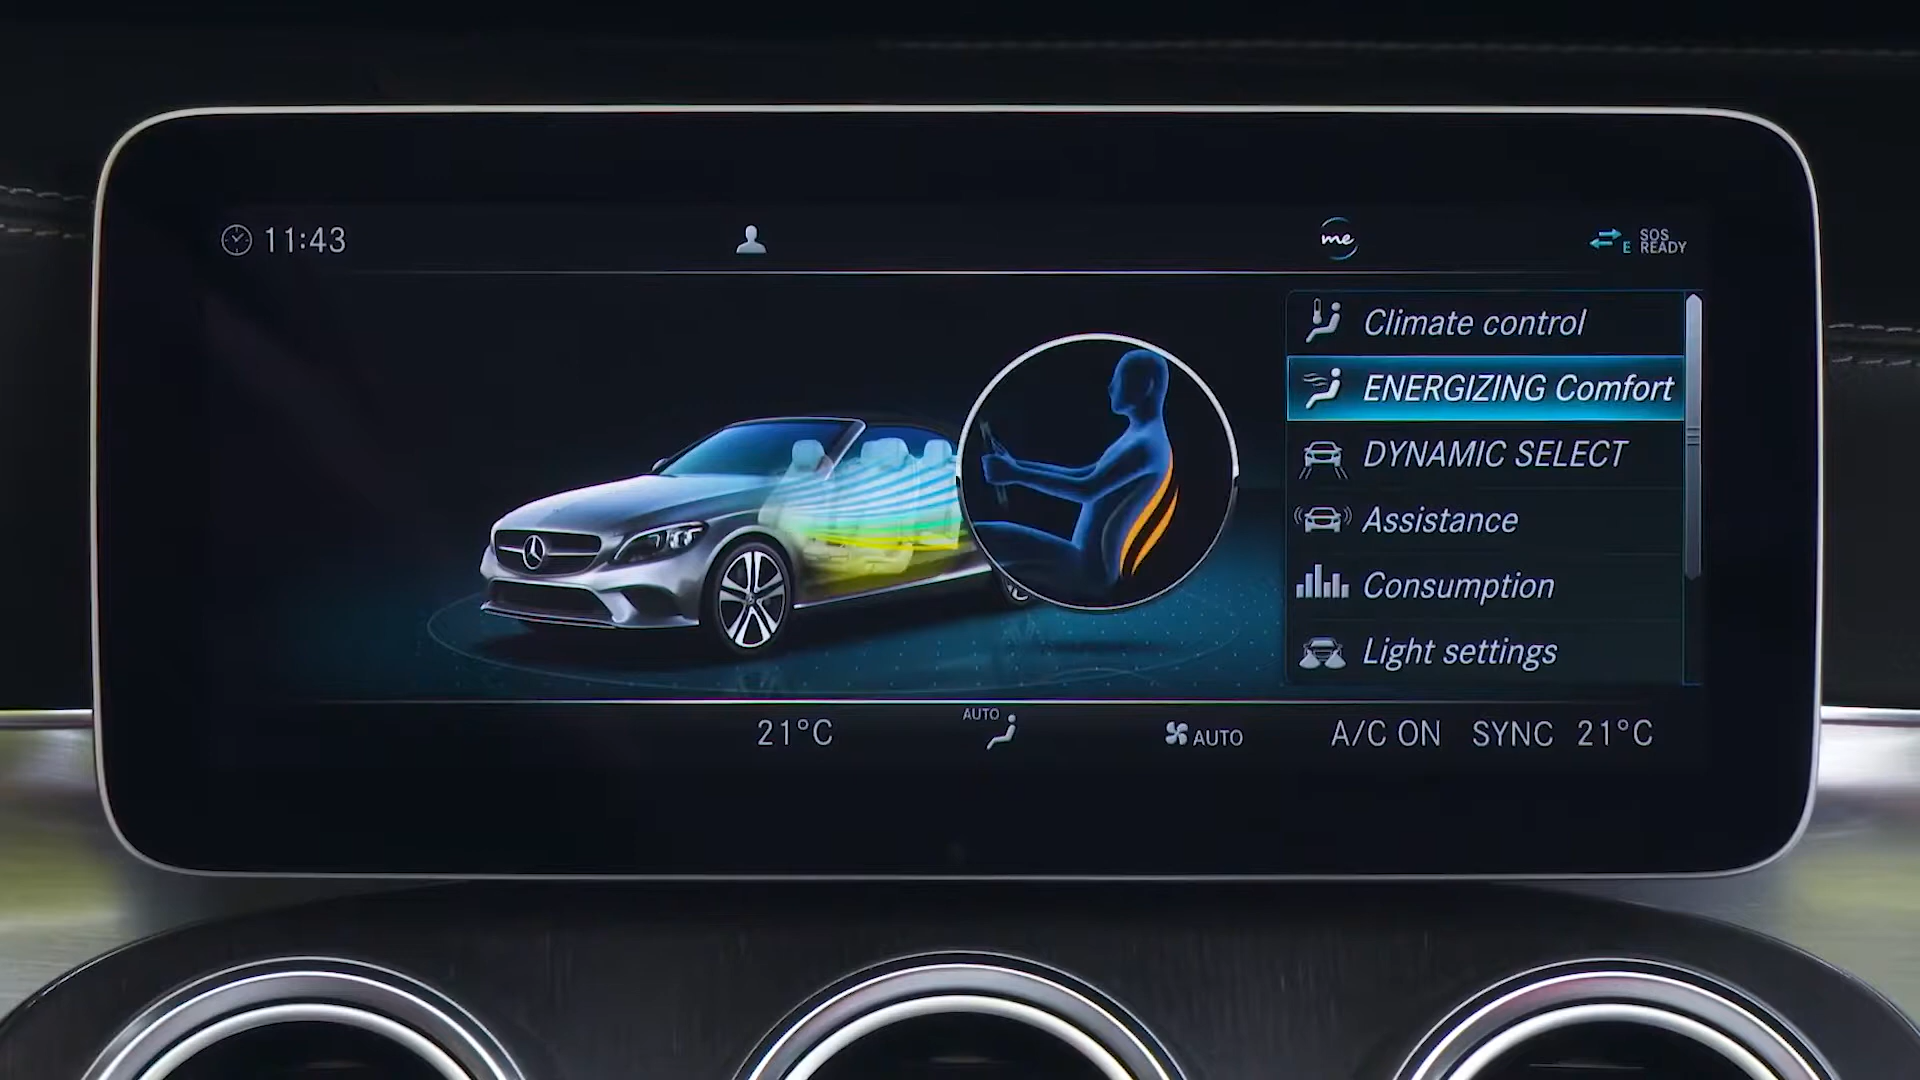 11:43
me
E SOS
READY
Climate control
ENERGIZING Comfort
DYNAMIC SELECT
Assistance
Consumption
Light settings
21°C AUTO AUTO A/C ON SYNC 21°C